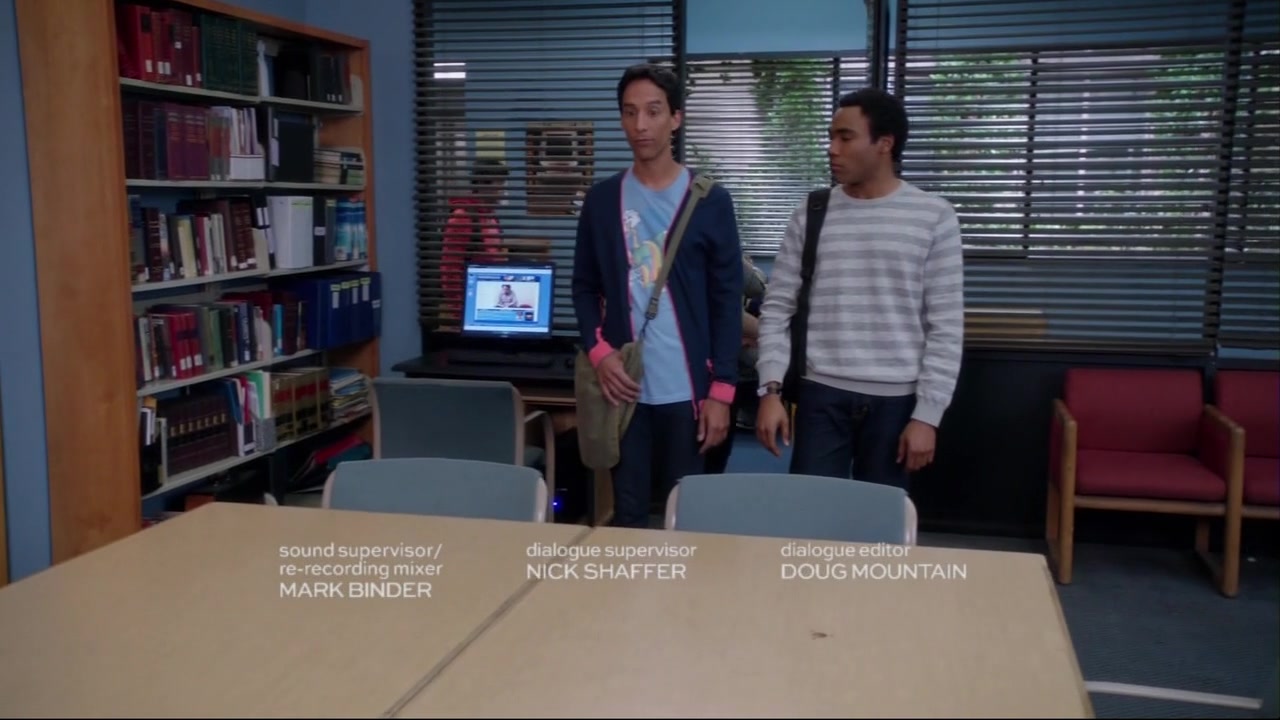 sound supervisor/
re-recording mixer
MARK BINDER
dialogue supervisor
NICK SHAFFER
dialogue editor
DOUG MOUNTAIN